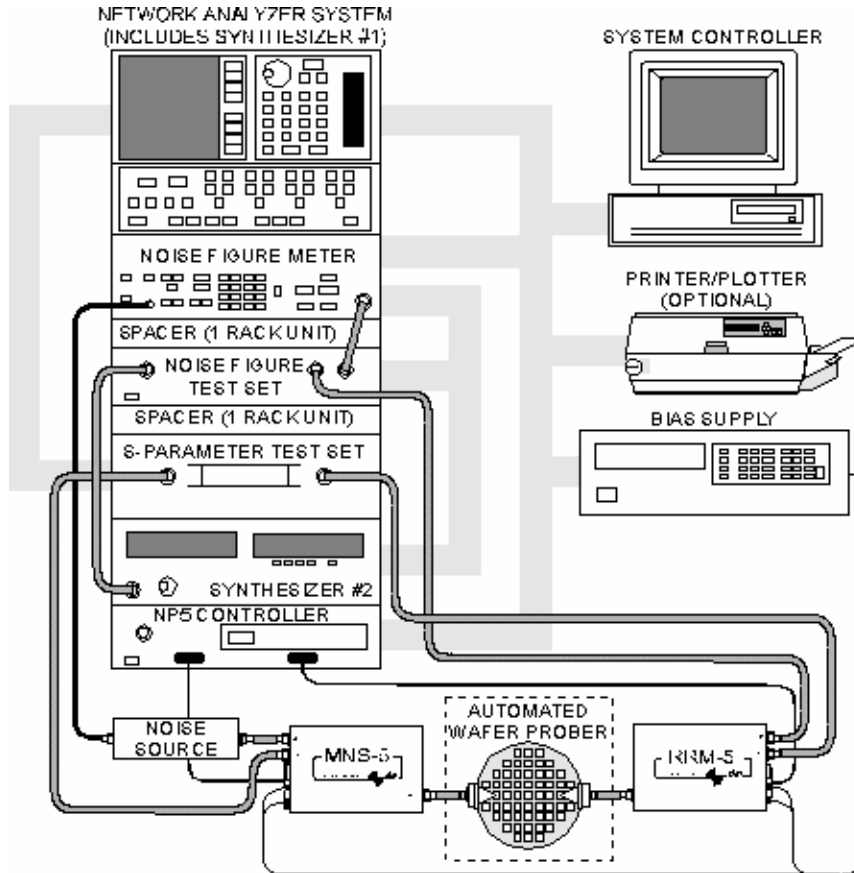 NETWORK ANALYZER SYSTEM
(INCLUDES SYNTHESIZER #1)
SYSTEM CONTROLLER
NOISE FIGURE METER
PRINTER/PLOTTER
(OPTIONAL)
SPACER (1 RACK UNIT)
NOISE FIGURE
TEST SET
SPACER (1 RACK UNIT)
BIAS SUPPLY
S-PARAMETER TEST SET
SYNTHESIZER #2
NP5 CONTROLLER
AUTOMATED
WAFER PROBER
NOISE
SOURCE
MNS-5
RRM-5